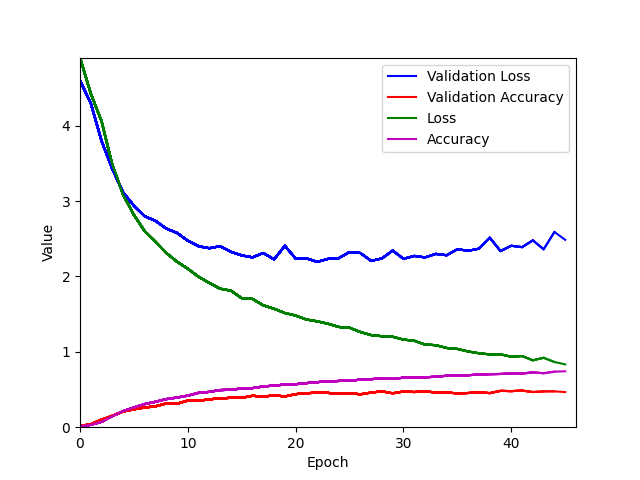 Validation Loss
Validation Accuracy
Loss
Accuracy
4
3
2
1
0
Value
0 10 20 30 40
Epoch